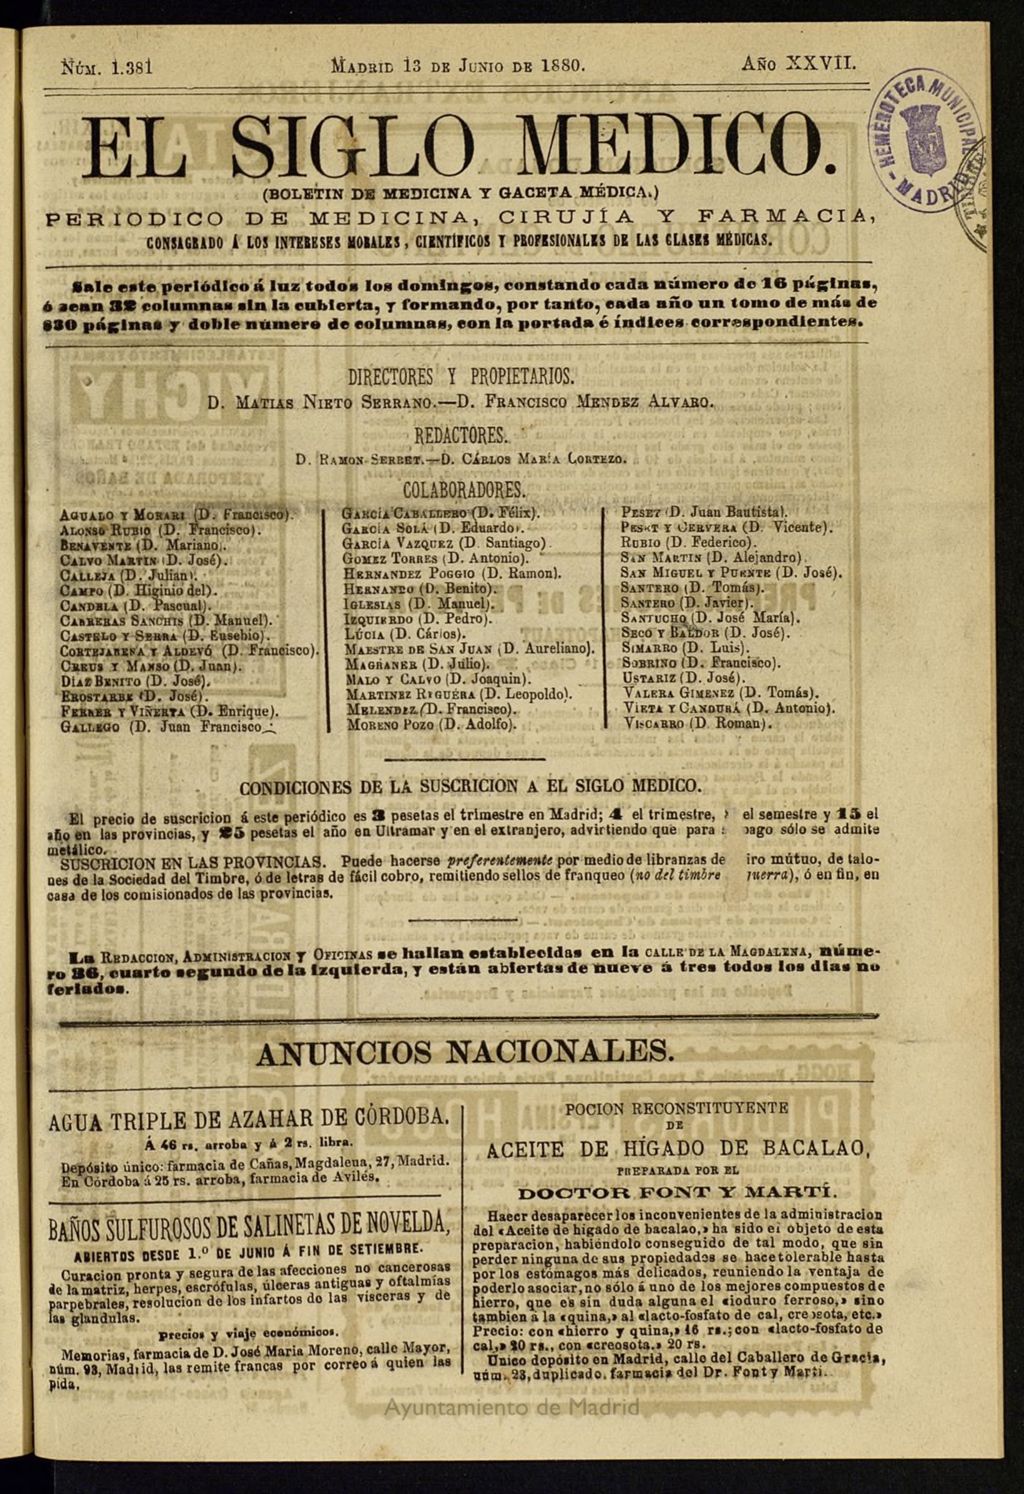 NÚM. 1.381
MADRID 13 DE JUNIO DE 1880.
AÑO XXVII.
HEMEROTECA MUNICIPAL
- MADRID
EL SIGLO MEDICO.
(BOLETIN DE MEDICINA Y GACETA MÉDICA.)
PERIODICO DE MEDICINA, CIRUJÍA Y FARMACIA,
CONSAGRADO Á LOS INTERESES MORALES, CIENTÍFICOS Y PROFESIONALES DE LAS CLASES MÉDICAS.
Sale este periódico á luz todos los domingos, constando cada número de 16 páginas,
ó sean 32 columnas sin la cubierta, y formando, por tanto, cada año un tomo de más de
830 páginas y doble número de columnas, con la portada é índices correspondientes.
DIRECTORES Y PROPIETARIOS.
D. MATIAS NIETO SERRANO.—D. FRANCISCO MENDEZ ALVARO.
REDACTORES.
D. RAMON SERRET.—D. CÁRLOS MARÍA CORTEZO.
COLABORADORES.
AGUADO Y MORARI (D. Francisco).
ALONSO RUBIO (D. Francisco).
BENAVENTE (D. Mariano).
CALVO MARTIN (D. José).
CALLEJA (D. Julian).
CAMPO (D. Higinio del).
CANDELA (D. Pascual).
CABRERAS SANCHIS (D. Manuel).
CASTELO Y SERRA (D. Eusebio).
CORTEJARENA Y ALDEVÓ (D. Francisco).
CREUS Y MANSO (D. Juan).
DIAZ BENITO (D. José).
EROSTARBE (D. José).
FERRER Y VIÑERTA (D. Enrique).
GALLEGO (D. Juan Francisco).
GARCÍA CABALLERO (D. Félix).
GARCÍA SOLÁ (D. Eduardo).
GARCÍA VAZQUEZ (D. Santiago).
GOMEZ TORRES (D. Antonio).
HERNANDEZ POGGIO (D. Ramon).
HERNANDO (D. Benito).
IGLESIAS (D. Manuel).
IZQUIERDO (D. Pedro).
LÚCIA (D. Cárlos).
MAESTRE DE SAN JUAN (D. Aureliano).
MAGRANER (D. Julio).
MALO Y CALVO (D. Joaquin).
MARTINEZ REGUÉRA (D. Leopoldo).
MELENDEZ (D. Francisco).
MORENO POZO (D. Adolfo).
PESET (D. Juan Bautista).
PESET Y CERVERA (D. Vicente).
RUBIO (D. Federico).
SAN MARTIN (D. Alejandro).
SAN MIGUEL Y PUENTE (D. José).
SANTERO (D. Tomás).
SANTERO (D. Javier).
SANTUCHO (D. José María).
SECO Y BALDOR (D. José).
SIMARRO (D. Luis).
SOBRINO (D. Francisco).
USTARIZ (D. José).
VALERA GIMENEZ (D. Tomás).
VIETA Y CANDURÁ (D. Antonio).
VISCARRO (D. Roman).
CONDICIONES DE LA SUSCRICION A EL SIGLO MEDICO.
El precio de suscricion á este periódico es 3 pesetas el trimestre en Madrid; 4 el trimestre, el semestre y 15 el
año en las provincias, y 25 pesetas el año en Ultramar y en el extranjero, advirtiendo que para pago sólo se admite
metálico.
SUSCRICION EN LAS PROVINCIAS. Puede hacerse preferentemente por medio de libranzas de iro mútuo, de talo-
nes de la Sociedad del Timbre, ó de letras de fácil cobro, remitiendo sellos de franqueo (no del timbre guerra), ó en fin, en
casa de los comisionados de las provincias.
La REDACCION, ADMINISTRACION Y OFICINAS se hallan establecidas en la CALLE DE LA MAGDALENA, núme-
ro 36, cuarto segundo de la izquierda, y están abiertas de nueve á tres todos los dias no
feriados.
ANUNCIOS NACIONALES.
AGUA TRIPLE DE AZAHAR DE CÓRDOBA.
Á 46 rs. arroba y á 2 rs. libra.
Depósito único: farmacia de Cañas, Magdalena, 27, Madrid.
En Córdoba á 25 rs. arroba, farmacia de Avilés.
BAÑOS SULFUROSOS DE SALINETAS DE NOVELDA,
ABIERTOS DESDE 1.º DE JUNIO Á FIN DE SETIEMBRE.
Curacion pronta y segura de las afecciones no cancerosas
de la matriz, herpes, escrófulas, úlceras antiguas y oftalmías
parpebrales, resolucion de los infartos de las vísceras y de
las glandulas.
Precios y viaje económicos.
Memorias, farmacia de D. José Maria Moreno, calle Mayor,
núm. 93, Madrid, las remite francas por correo á quien las
pida.
POCION RECONSTITUYENTE
DE
ACEITE DE HÍGADO DE BACALAO,
PREPARADA POR EL
DOCTOR FONT Y MARTÍ.
Hacer desaparecer los inconvenientes de la administracion
del «Aceite de hígado de bacalao,» ha sido el objeto de esta
preparacion, habiéndolo conseguido de tal modo, que sin
perder ninguna de sus propiedades se hace tolerable hasta
por los estómagos más delicados, reuniendo la ventaja de
poderlo asociar, no sólo á uno de los mejores compuestos de
hierro, que es sin duda alguna el «ioduro ferroso,» sino
tambien á la «quina,» al «lacto-fosfato de cal, creosota, etc.»
Precio: con «hierro y quina,» 16 rs.; con «lacto-fosfato de
cal,» 20 rs., con «creosota.» 20 rs.
Único depósito en Madrid, calle del Caballero de Gracia,
núm. 23, duplicado, farmacia del Dr. Font y Martí.
Ayuntamiento de Madrid